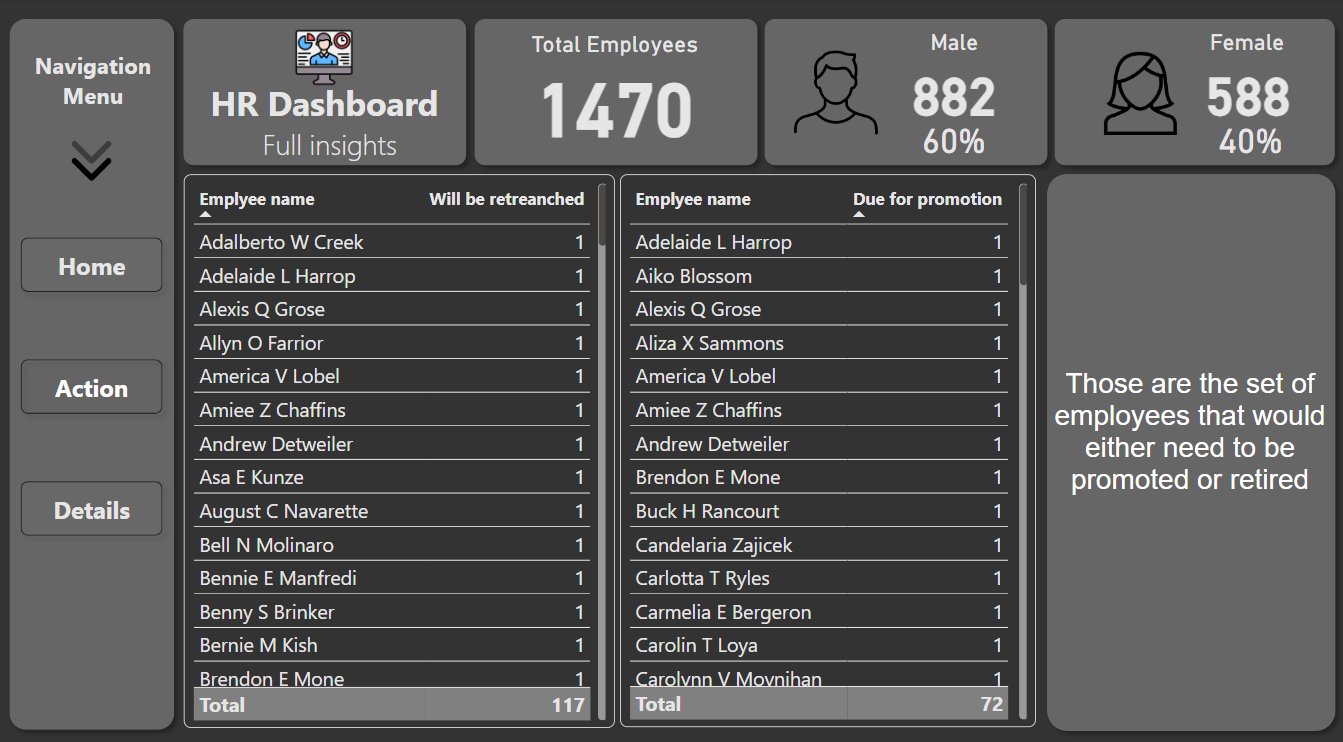 Navigation
Menu
Home
Action
Details
HR Dashboard
Full insights
Total Employees
1470
Male
882
60%
Female
588
40%
Emplyee name Will be retreanched
Adalberto W Creek 1
Adelaide L Harrop 1
Alexis Q Grose 1
Allyn O Farrior 1
America V Lobel 1
Amiee Z Chaffins 1
Andrew Detweiler 1
Asa E Kunze 1
August C Navarette 1
Bell N Molinaro 1
Bennie E Manfredi 1
Benny S Brinker 1
Bernie M Kish 1
Brendon E Mone 1
Total 117
Emplyee name Due for promotion
Adelaide L Harrop 1
Aiko Blossom 1
Alexis Q Grose 1
Aliza X Sammons 1
America V Lobel 1
Amiee Z Chaffins 1
Andrew Detweiler 1
Brendon E Mone 1
Buck H Rancourt 1
Candelaria Zajicek 1
Carlotta T Ryles 1
Carmelia E Bergeron 1
Carolin T Loya 1
Carolynn V Moynihan 1
Total 72
Those are the set of
employees that would
either need to be
promoted or retired